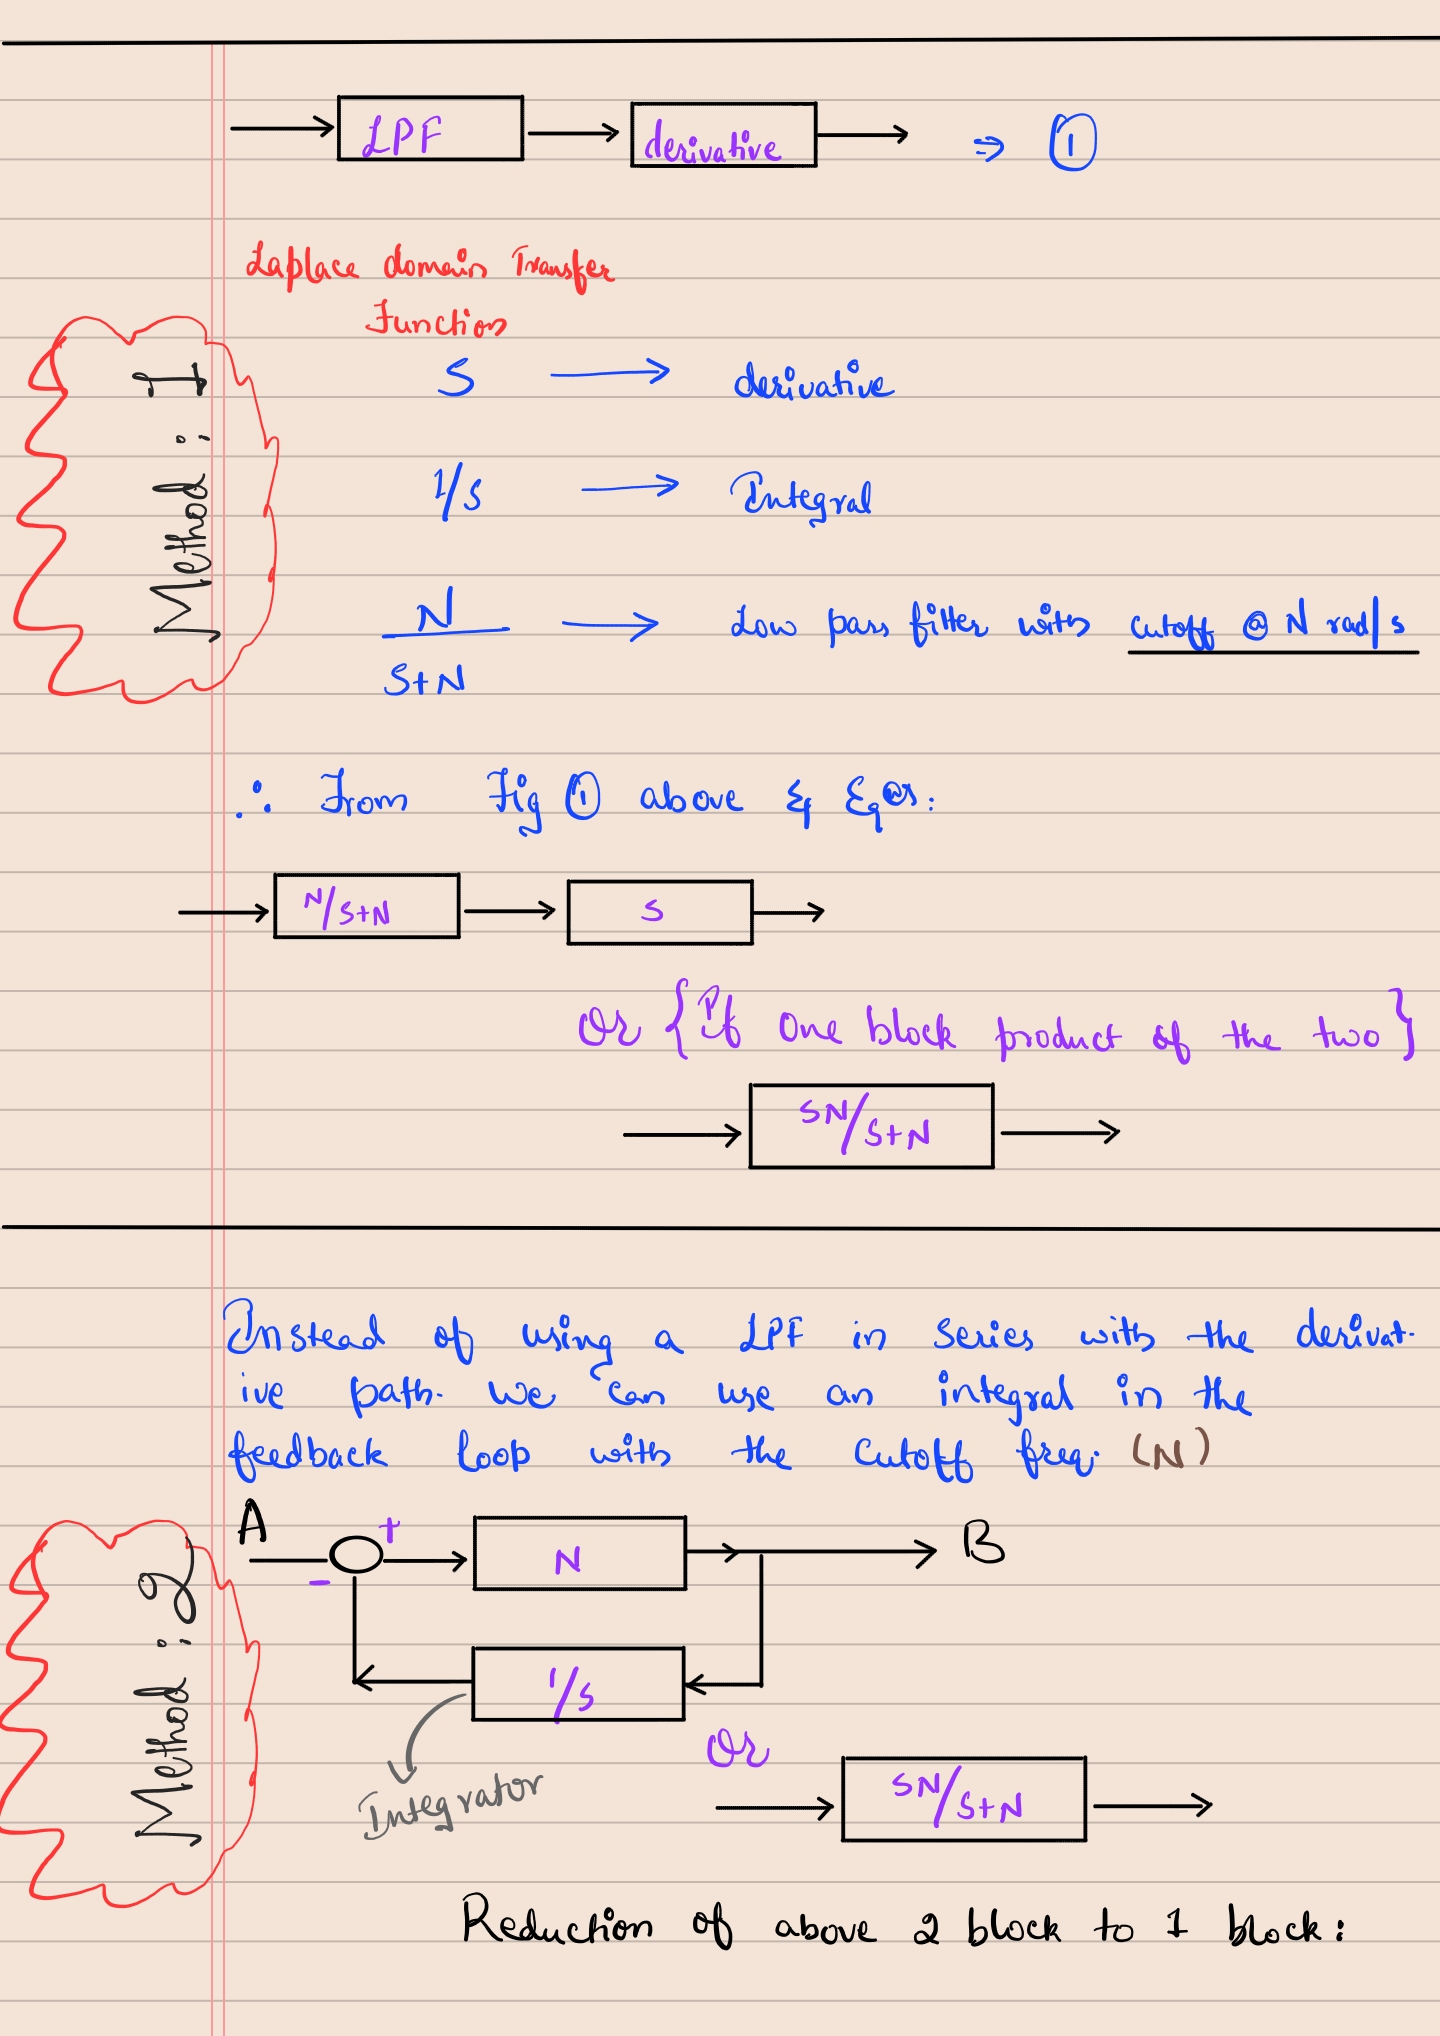 LPF derivative ⇒ ①
Laplace domain Transfer
Function
S → derivative
1/S → Integral
N/S+N → Low pass filter with cutoff @ N rad/s
Method : 1
∴ From Fig ① above & Eqns:
N/S+N S
Or {If One block product of the two}
SN/S+N
Instead of using a LPF in series with the derivat-
ive path. we can use an integral in the
feedback loop with the cutoff freq. (N)
A + N B
-
1/S
Method : 2
Integrator
Or
SN/S+N
Reduction of above 2 block to 1 block: